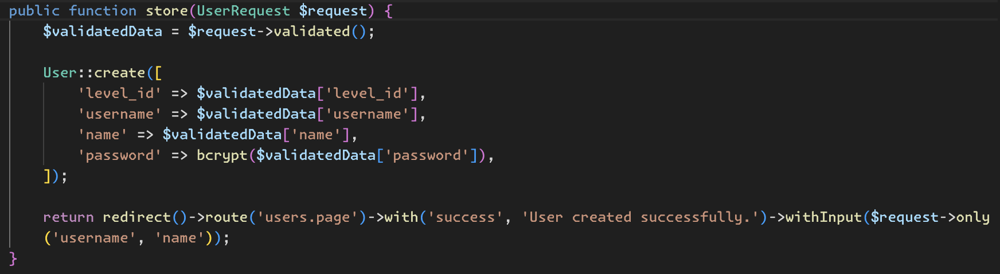 public function store(UserRequest $request) {
    $validatedData = $request->validated();

    User::create([
        'level_id' => $validatedData['level_id'],
        'username' => $validatedData['username'],
        'name' => $validatedData['name'],
        'password' => bcrypt($validatedData['password']),
    ]);

    return redirect()->route('users.page')->with('success', 'User created successfully.')->withInput($request->only
    ('username', 'name'));
}